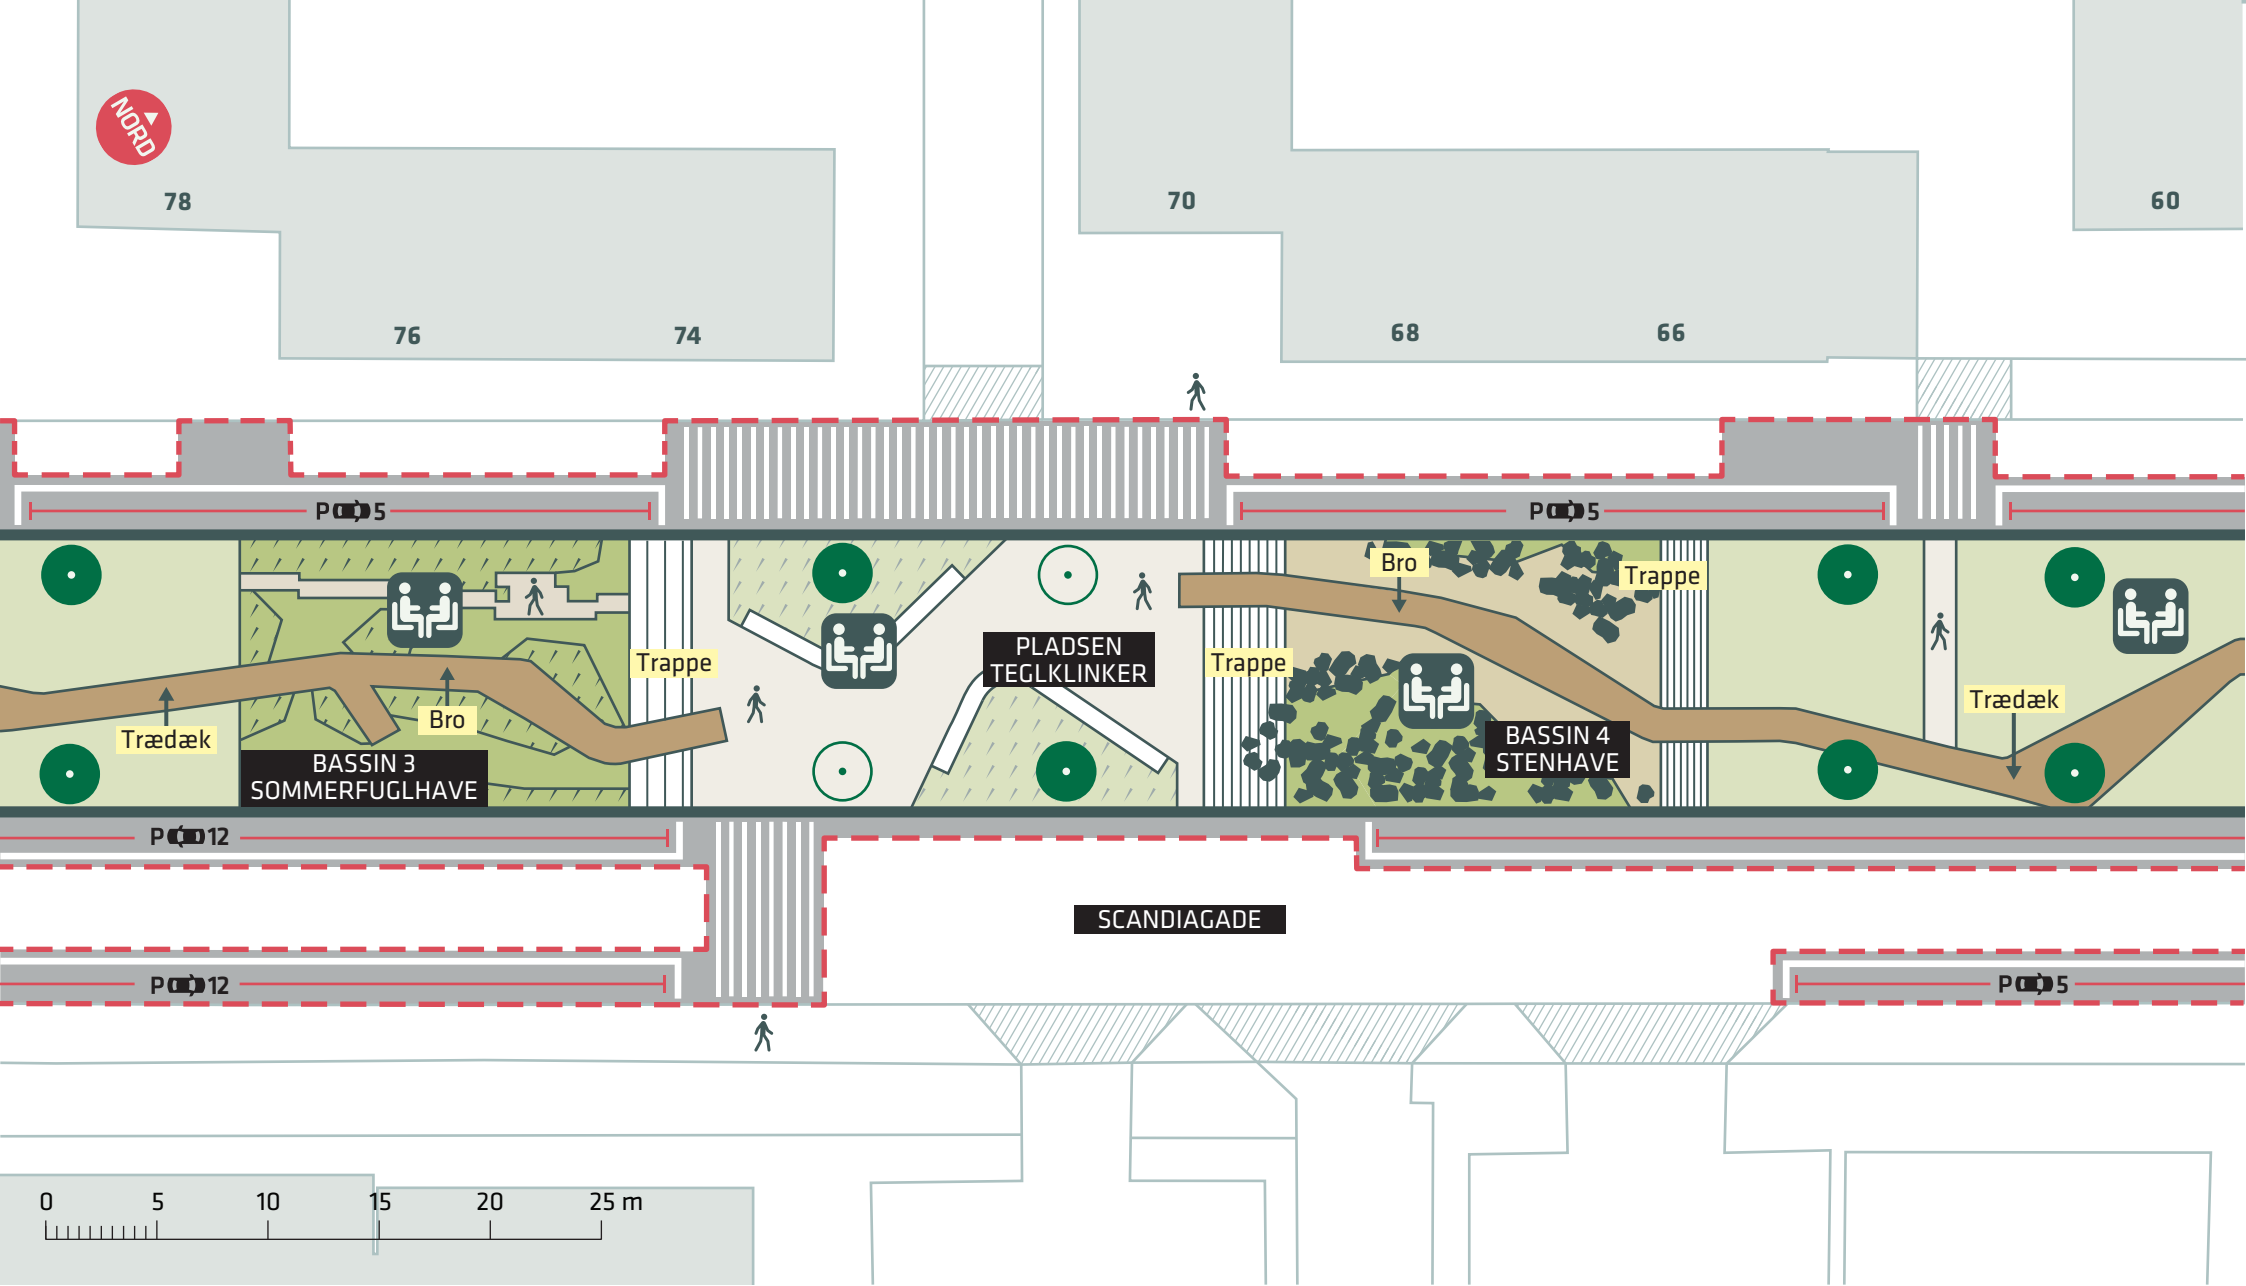 NORD
78
70
60
76
74
68
66
P 5
P 5
Bro
Trappe
PLADSEN
TEGLKLINKER
Trappe
Trappe
Trædæk
Bro
Trædæk
BASSIN 3
SOMMERFUGLHAVE
BASSIN 4
STENHAVE
P 12
SCANDIAGADE
P 12
P 5
0 5 10 15 20 25 m